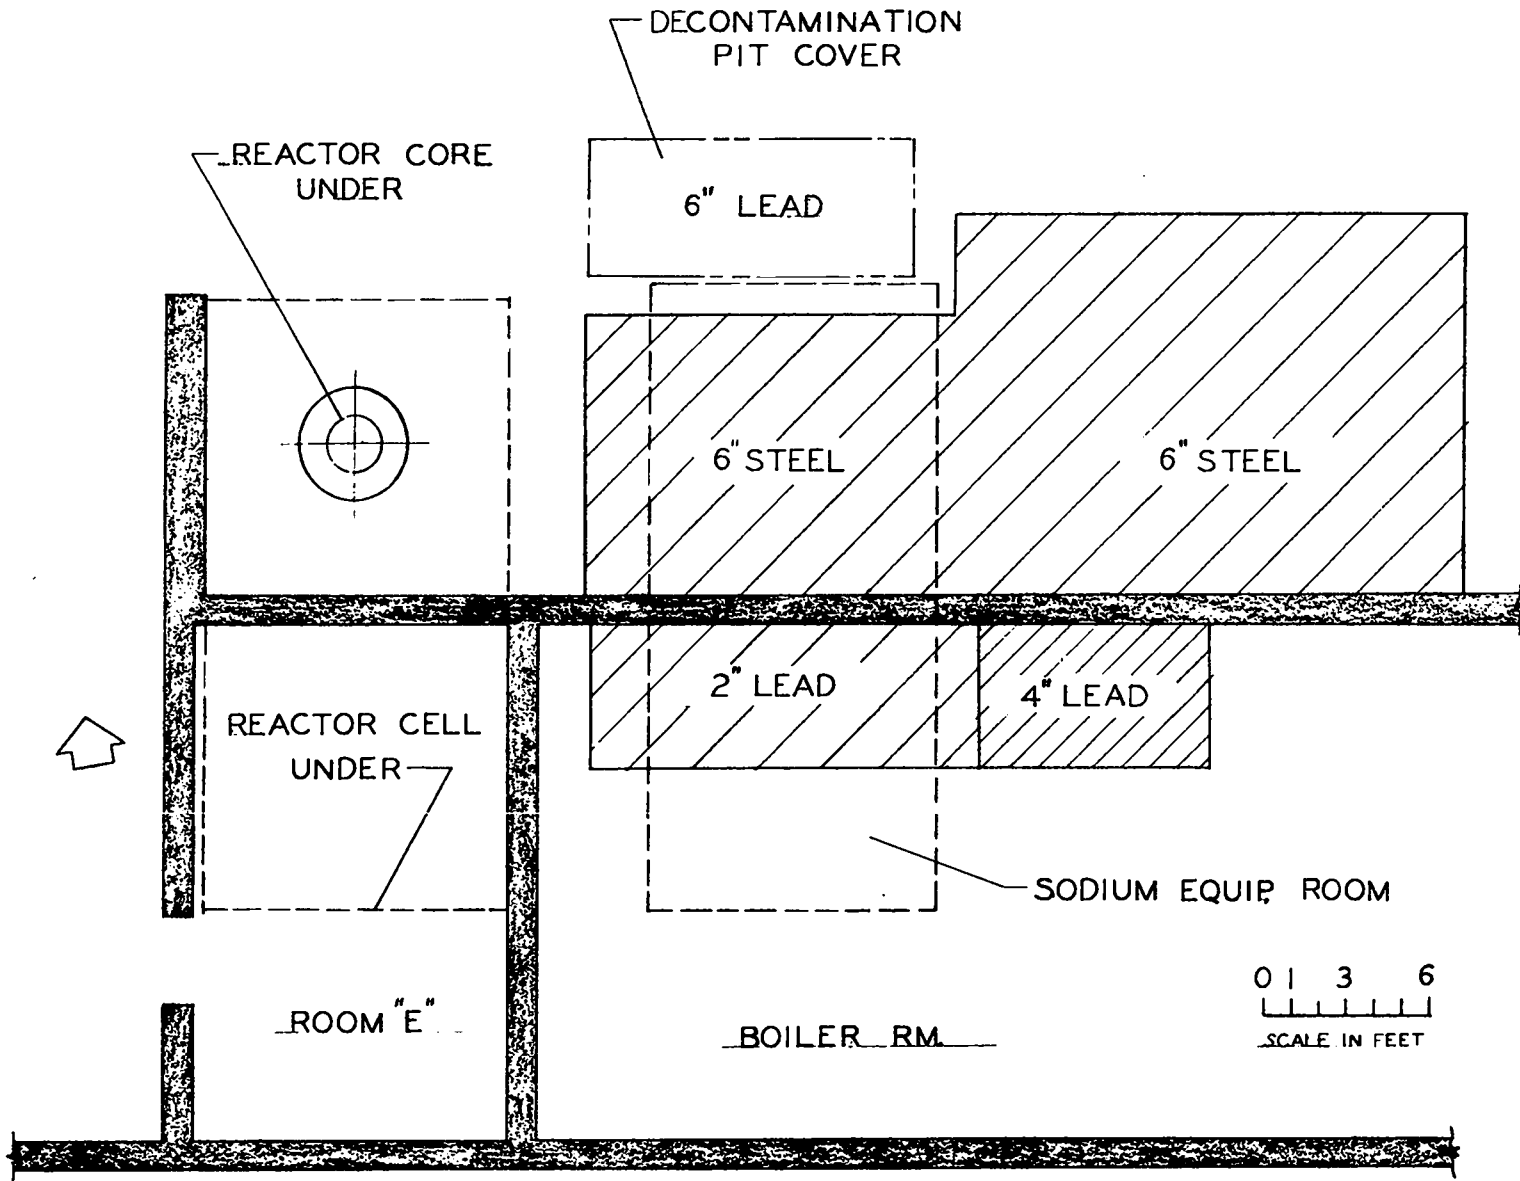 DECONTAMINATION
PIT COVER
REACTOR CORE
UNDER
6" LEAD
6" STEEL
6" STEEL
2" LEAD
4" LEAD
REACTOR CELL
UNDER
SODIUM EQUIP. ROOM
0 1 3 6
SCALE IN FEET
ROOM "E"
BOILER RM.